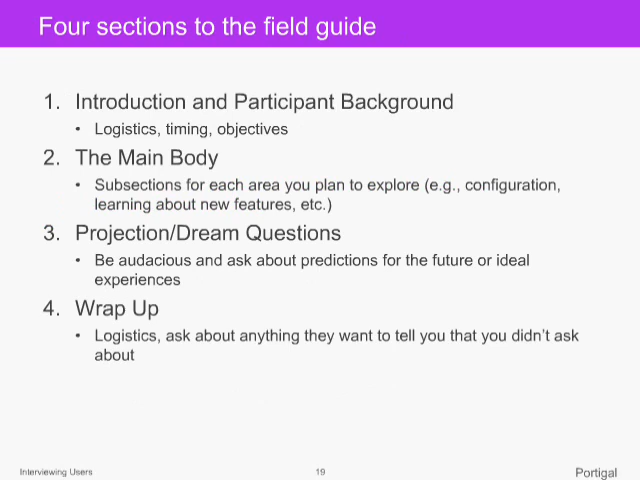 Four sections to the field guide
1. Introduction and Participant Background
• Logistics, timing, objectives
2. The Main Body
• Subsections for each area you plan to explore (e.g., configuration,
learning about new features, etc.)
3. Projection/Dream Questions
• Be audacious and ask about predictions for the future or ideal
experiences
4. Wrap Up
• Logistics, ask about anything they want to tell you that you didn’t ask
about
Interviewing Users
19
Portigal